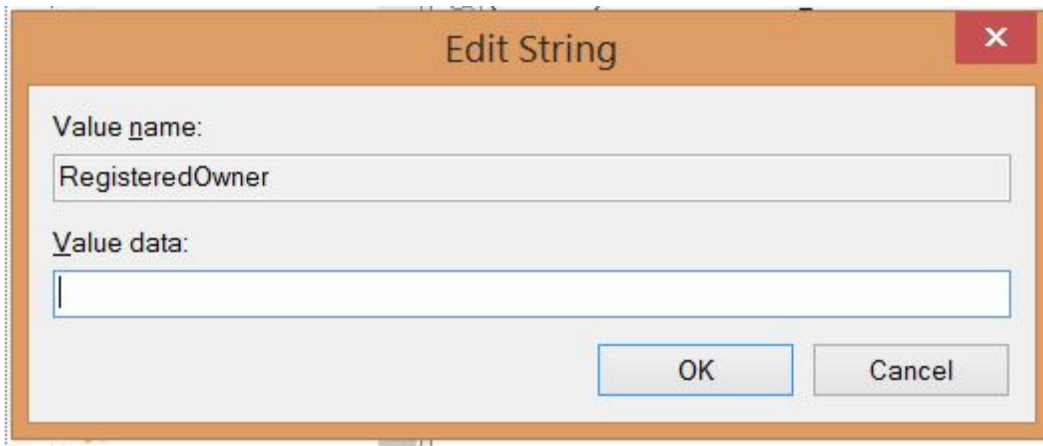 Edit String
Value name:
RegisteredOwner
Value data:
OK Cancel